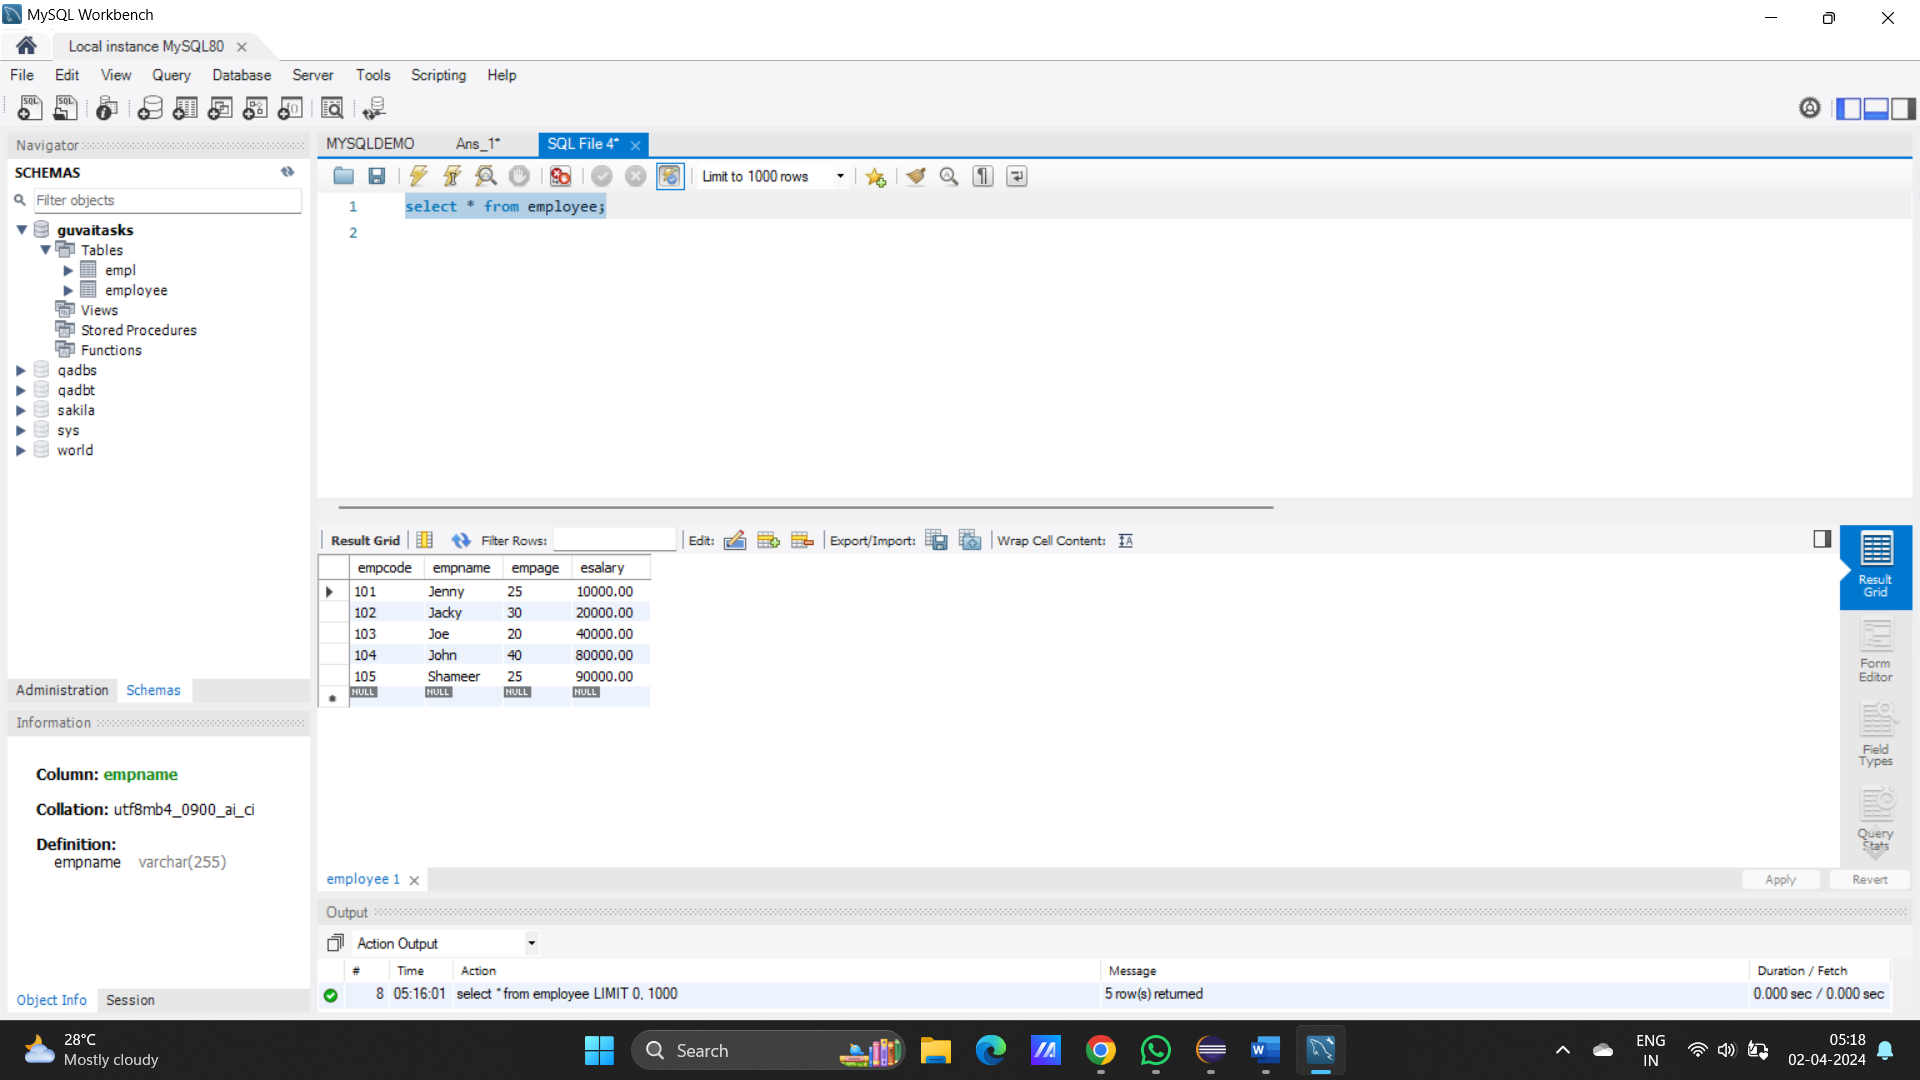 MySQL Workbench
Local instance MySQL80
File Edit View Query Database Server Tools Scripting Help
Navigator
SCHEMAS
Filter objects
guvaitasks
Tables
empl
employee
Views
Stored Procedures
Functions
qadbs
qadbt
sakila
sys
world
Administration Schemas
Information
Column: empname
Collation: utf8mb4_0900_ai_ci
Definition:
empname varchar(255)
Object Info Session
MYSQLDEMO Ans_1* SQL File 4*
Limit to 1000 rows
1 select * from employee;
2
Result Grid Filter Rows: Edit: Export/Import: Wrap Cell Content:
empcode empname empage esalary
101 Jenny 25 10000.00
102 Jacky 30 20000.00
103 Joe 20 40000.00
104 John 40 80000.00
105 Shameer 25 90000.00
NULL NULL NULL NULL
Result
Grid
Form
Editor
Field
Types
Query
Stats
employee 1
Apply Revert
Output
Action Output
# Time Action Message Duration / Fetch
8 05:16:01 select * from employee LIMIT 0, 1000 5 row(s) returned 0.000 sec / 0.000 sec
28°C
Mostly cloudy
Search
ENG
IN
05:18
02-04-2024